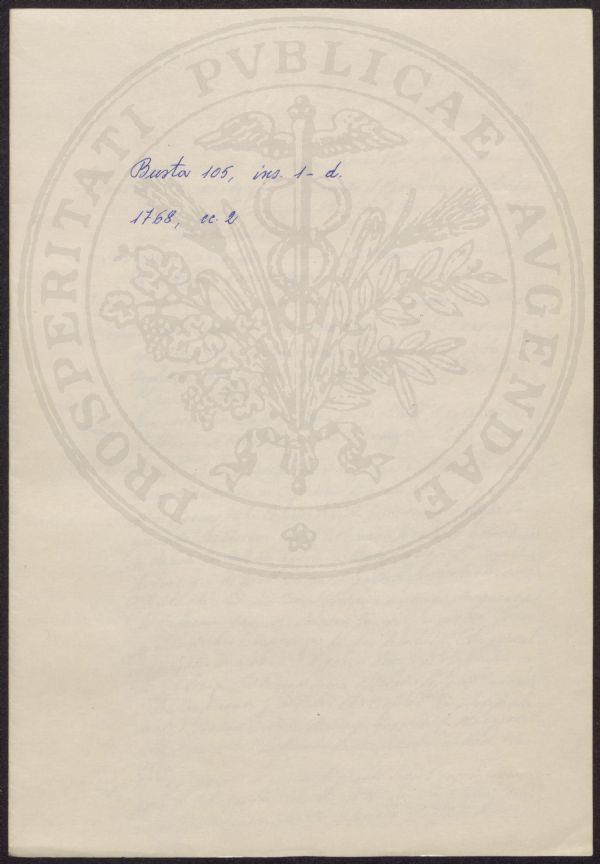 Busta 105, ins. 1- d.
1768, cc. 2
PROSPERITATI PVBLICAE AVGENDAE